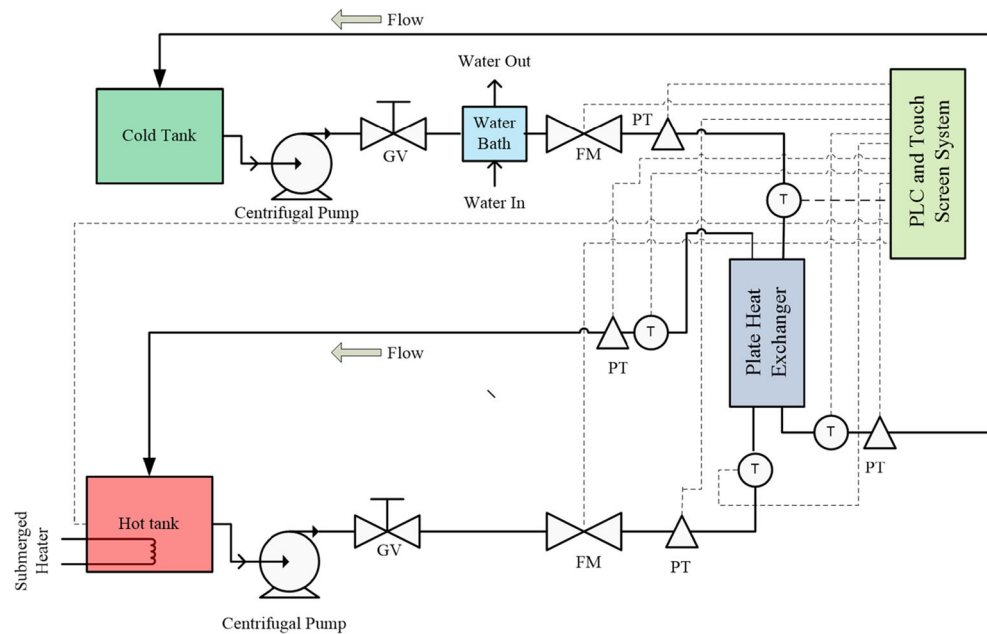 Flow
Water Out
Cold Tank
GV
Water
Bath
FM
PT
Centrifugal Pump
Water In
T
PLC and Touch
Screen System
Plate Heat
Exchanger
T
PT
Flow
T
PT
T
Hot tank
Submerged
Heater
GV
FM
PT
Centrifugal Pump